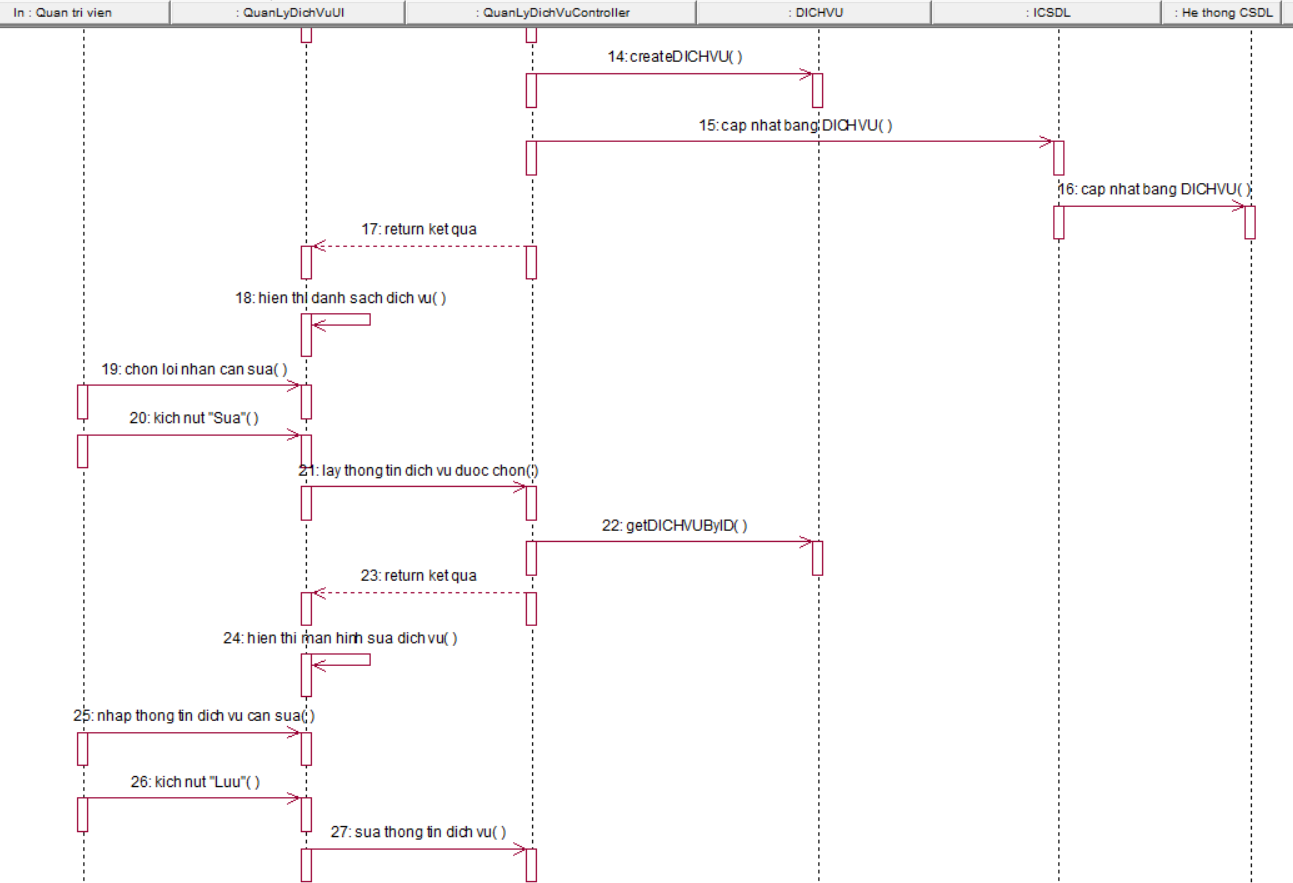 In : Quan tri vien
: QuanLyDichVuUI
: QuanLyDichVuController
: DICHVU
: ICSDL
: He thong CSDL
14: createDICHVU( )
15: cap nhat bang DICHVU( )
16: cap nhat bang DICHVU( )
17: return ket qua
18: hien thi danh sach dich vu( )
19: chon loi nhan can sua( )
20: kich nut "Sua"( )
21: lay thong tin dich vu duoc chon( )
22: getDICHVUByID( )
23: return ket qua
24: hien thi man hinh sua dich vu( )
25: nhap thong tin dich vu can sua( )
26: kich nut "Luu"( )
27: sua thong tin dich vu( )